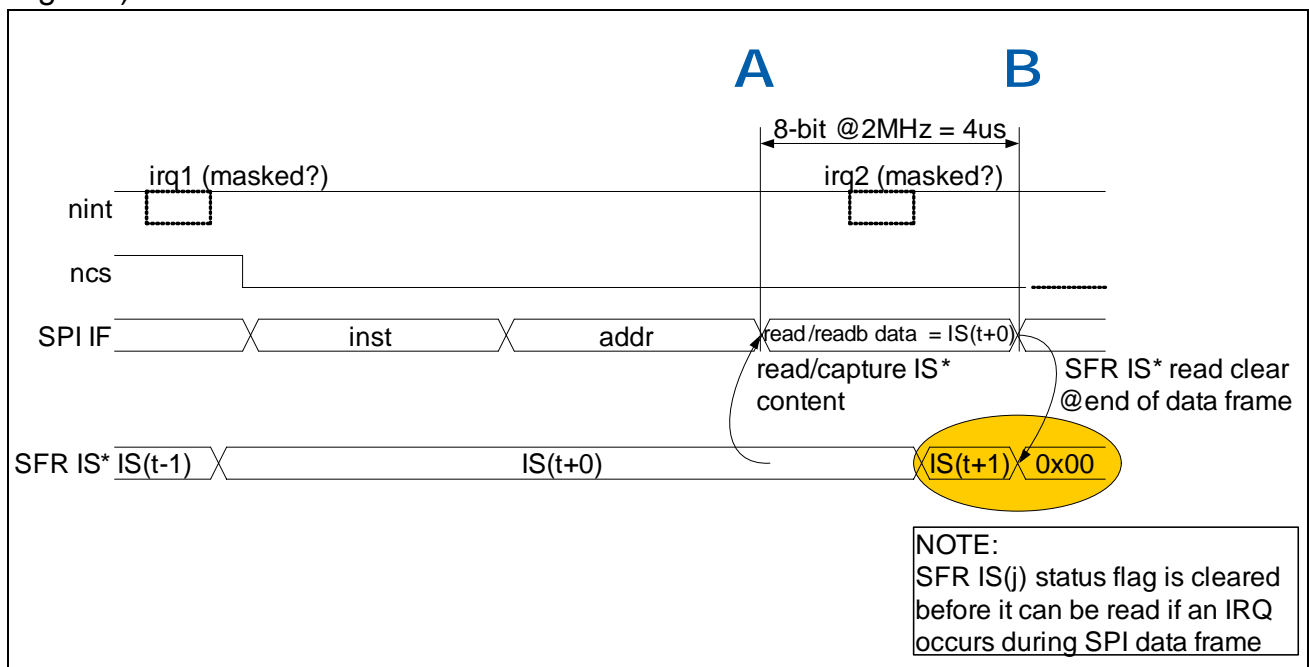 A B
8-bit @2MHz = 4us
irq1 (masked?) irq2 (masked?)
nint
ncs
SPI IF inst addr read/readb data = IS(t+0)
read/capture IS*
content
SFR IS* read clear
@end of data frame
SFR IS* IS(t-1) IS(t+0) IS(t+1) 0x00
NOTE:
SFR IS(j) status flag is cleared
before it can be read if an IRQ
occurs during SPI data frame